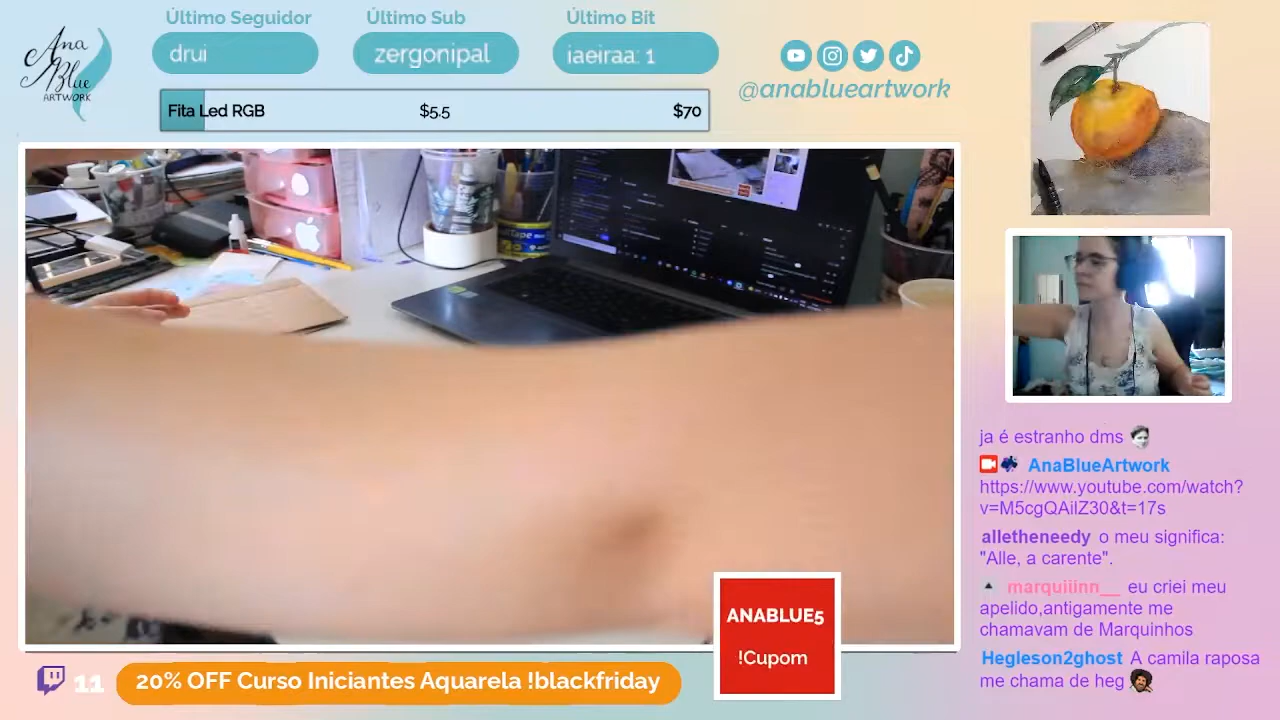 Ana
Blue
ARTWORK
Último Seguidor
Último Sub
Último Bit
drui
zergonipal
iaeiraa: 1
@anablueartwork
Fita Led RGB
$5.5
$70
ja é estranho dms
AnaBlueArtwork
https://www.youtube.com/watch?
v=M5cgQAilZ30&t=17s
alletheneedy o meu significa:
"Alle, a carente".
marquiiinn__ eu criei meu
apelido,antigamente me
chamavam de Marquinhos
Hegleson2ghost A camila raposa
me chama de heg
ANABLUE5
!Cupom
11
20% OFF Curso Iniciantes Aquarela !blackfriday